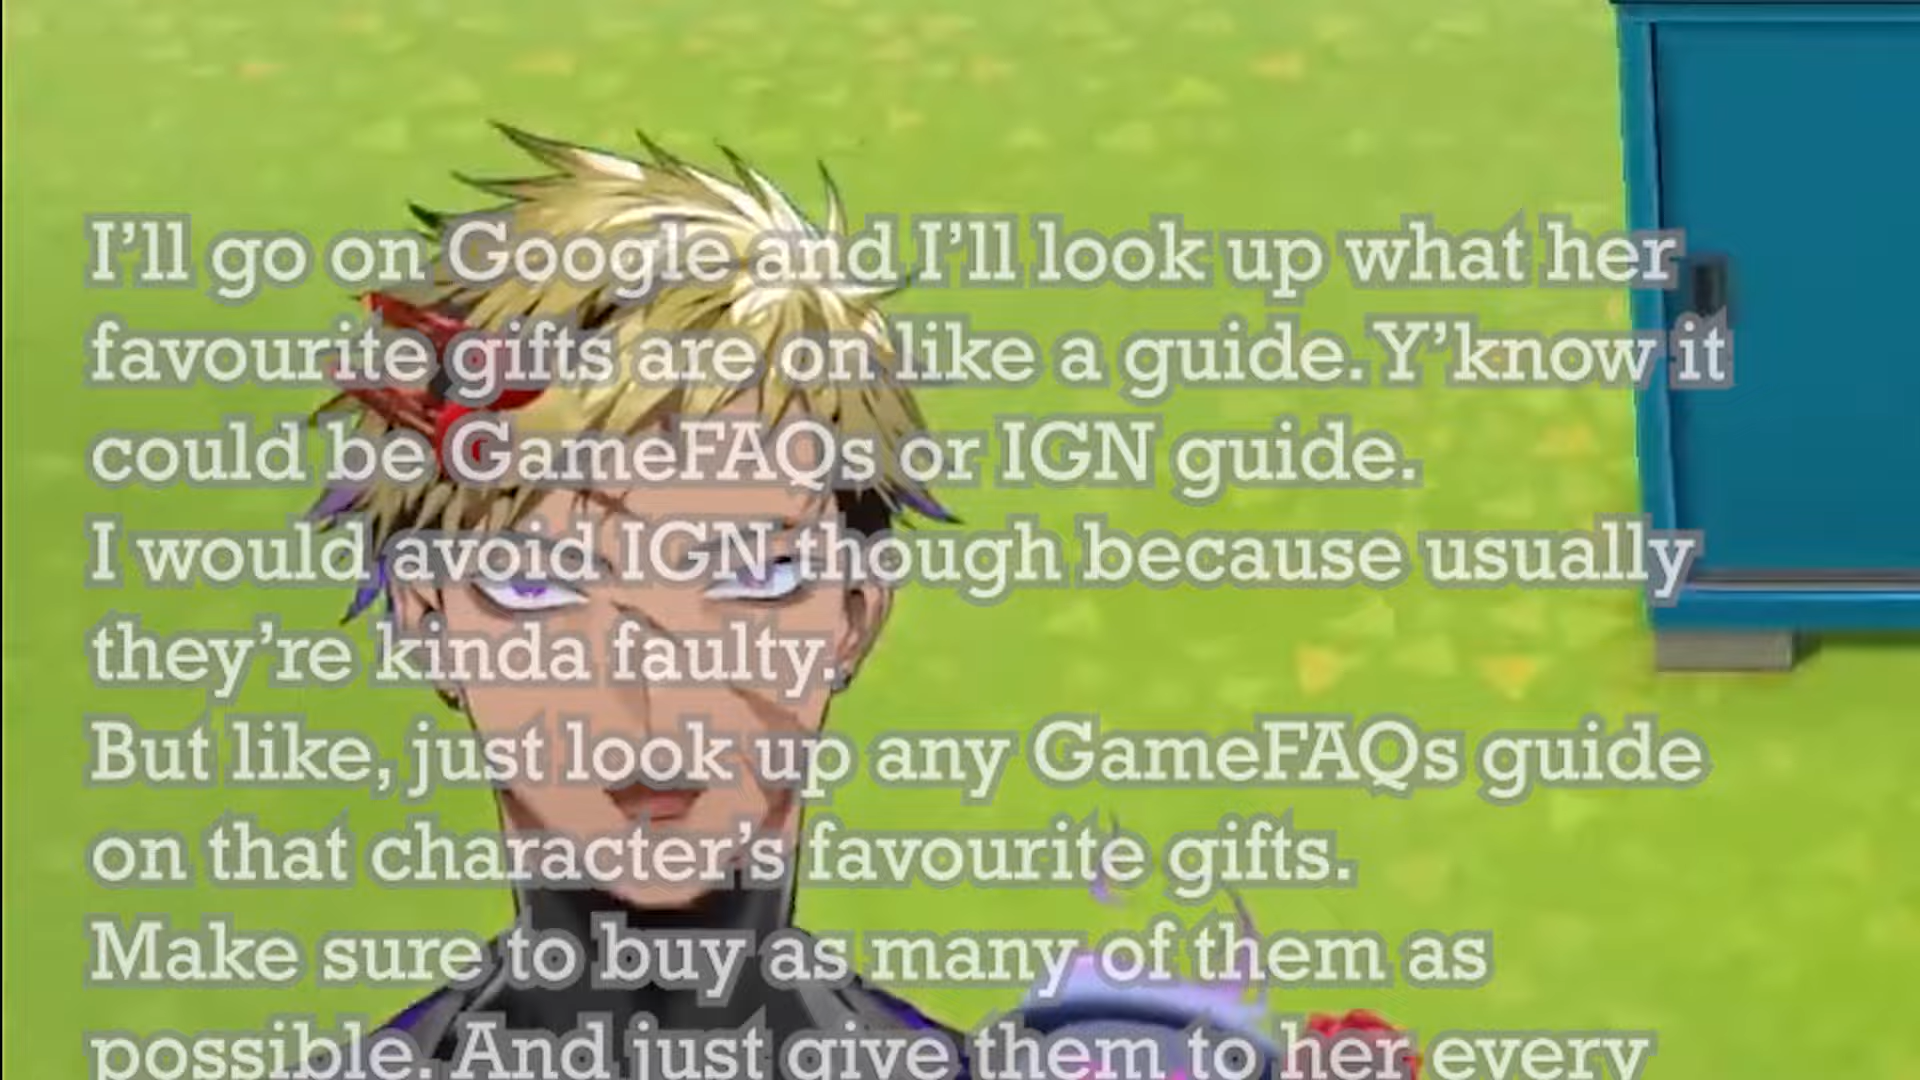 I’ll go on Google and I’ll look up what her
favourite gifts are on like a guide. Y’know it
could be GameFAQs or IGN guide.
I would avoid IGN though because usually
they’re kinda faulty.
But like, just look up any GameFAQs guide
on that character’s favourite gifts.
Make sure to buy as many of them as
possible. And just give them to her every